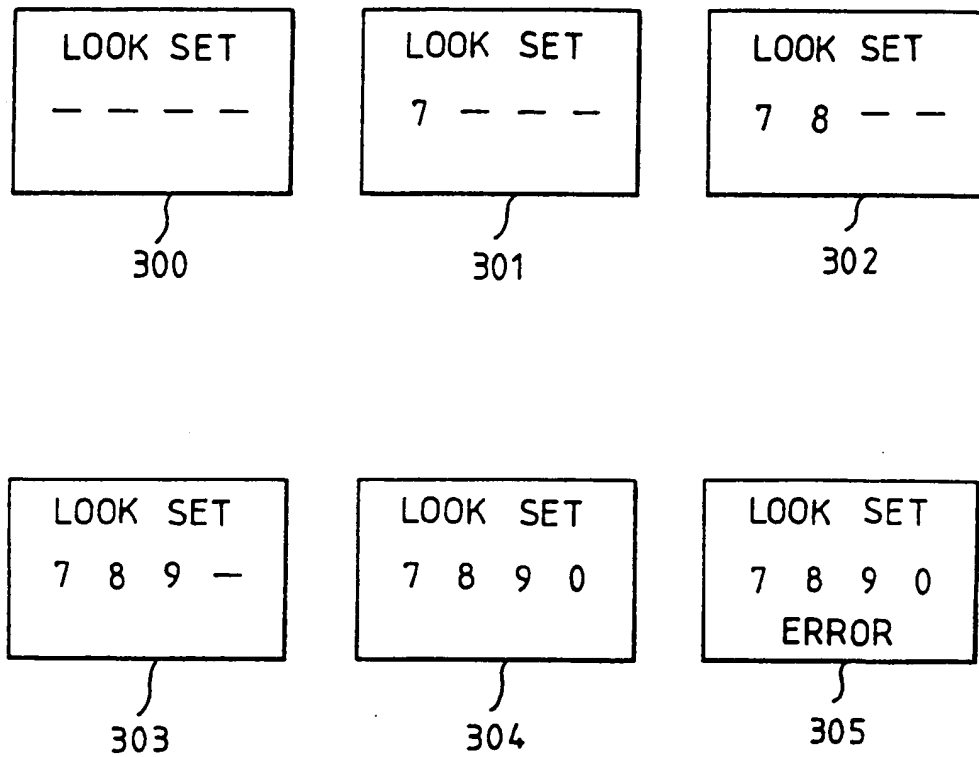 LOOK SET
— — — —
300
LOOK SET
7 — — —
301
LOOK SET
7 8 — —
302
LOOK SET
7 8 9 —
303
LOOK SET
7 8 9 0
304
LOOK SET
7 8 9 0
ERROR
305